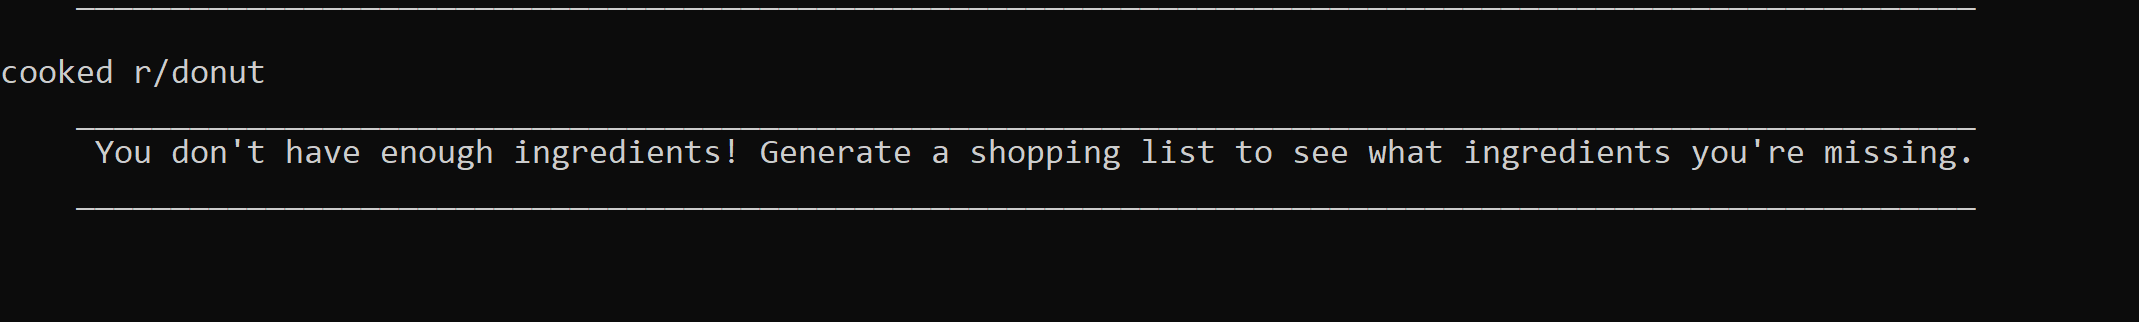 ____________________________________________________________________________________________________
cooked r/donut
____________________________________________________________________________________________________
You don't have enough ingredients! Generate a shopping list to see what ingredients you're missing.
____________________________________________________________________________________________________